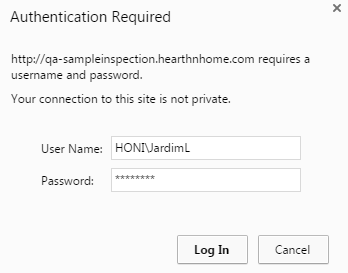 Authentication Required
http://qa-sampleinspection.hearthnhome.com requires a
username and password.
Your connection to this site is not private.
User Name: HONI\JardimL
Password: ********
Log In Cancel